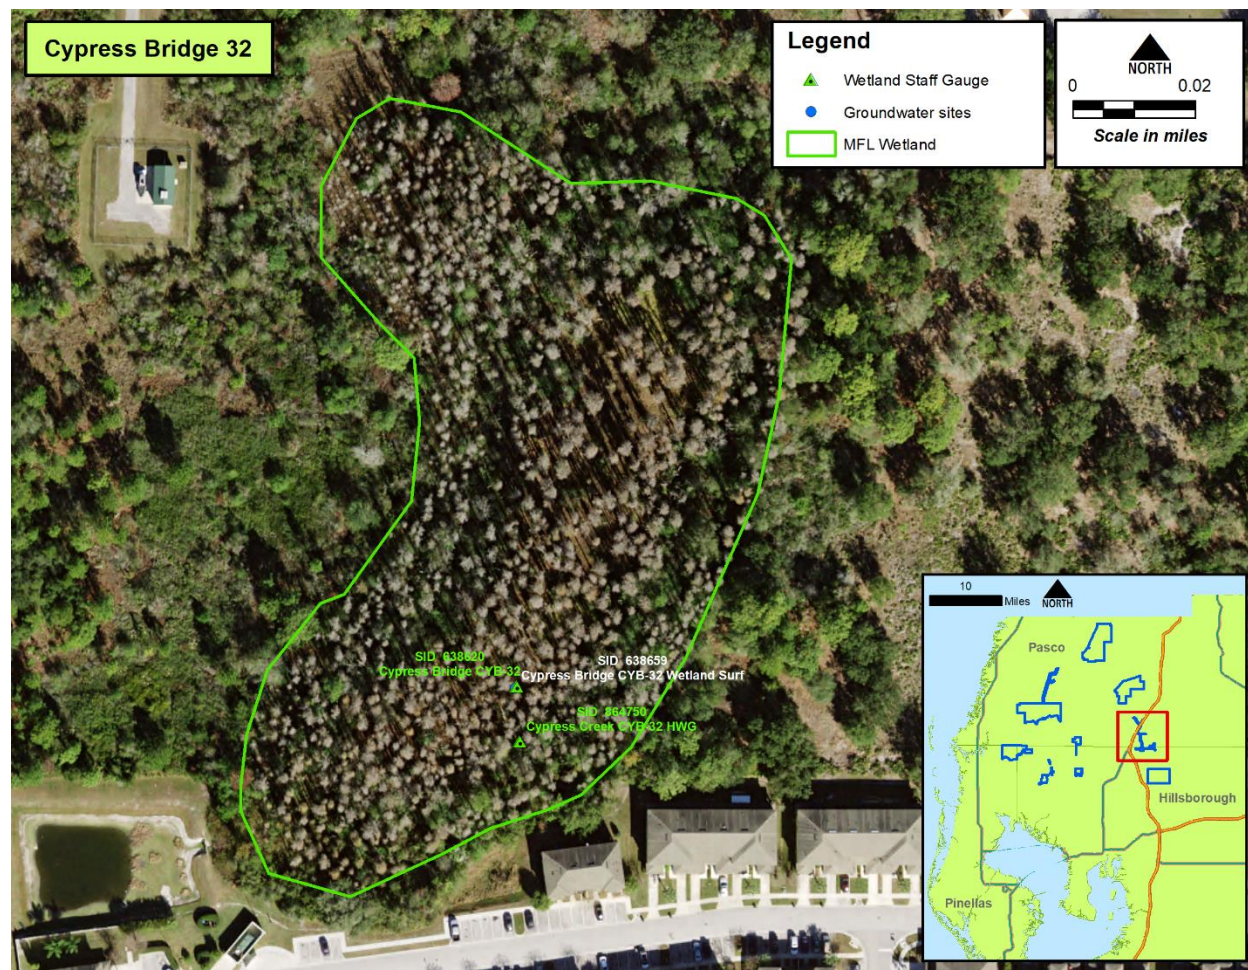 Cypress Bridge 32
Legend
Wetland Staff Gauge
Groundwater sites
MFL Wetland
NORTH
0 0.02
Scale in miles
SID 638620
Cypress Bridge CYB-32
SID 638659
Cypress Bridge CYB-32 Wetland Surf
SID 864750
Cypress Creek CYB-32 HWG
10
Miles
NORTH
Pasco
Hillsborough
Pinellas